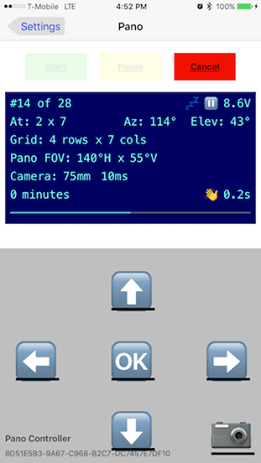 T-Mobile LTE 4:52 PM 100%
Settings Pano
Start Pause Cancel
#14 of 28 8.6V
At: 2 x 7 Az: 114° Elev: 43°
Grid: 4 rows x 7 cols
Pano FOV: 140°H x 55°V
Camera: 75mm 10ms
0 minutes 0.2s
OK
Pano Controller
8D51E5B3-9A67-C968-B2C7-DC7457E7DF10